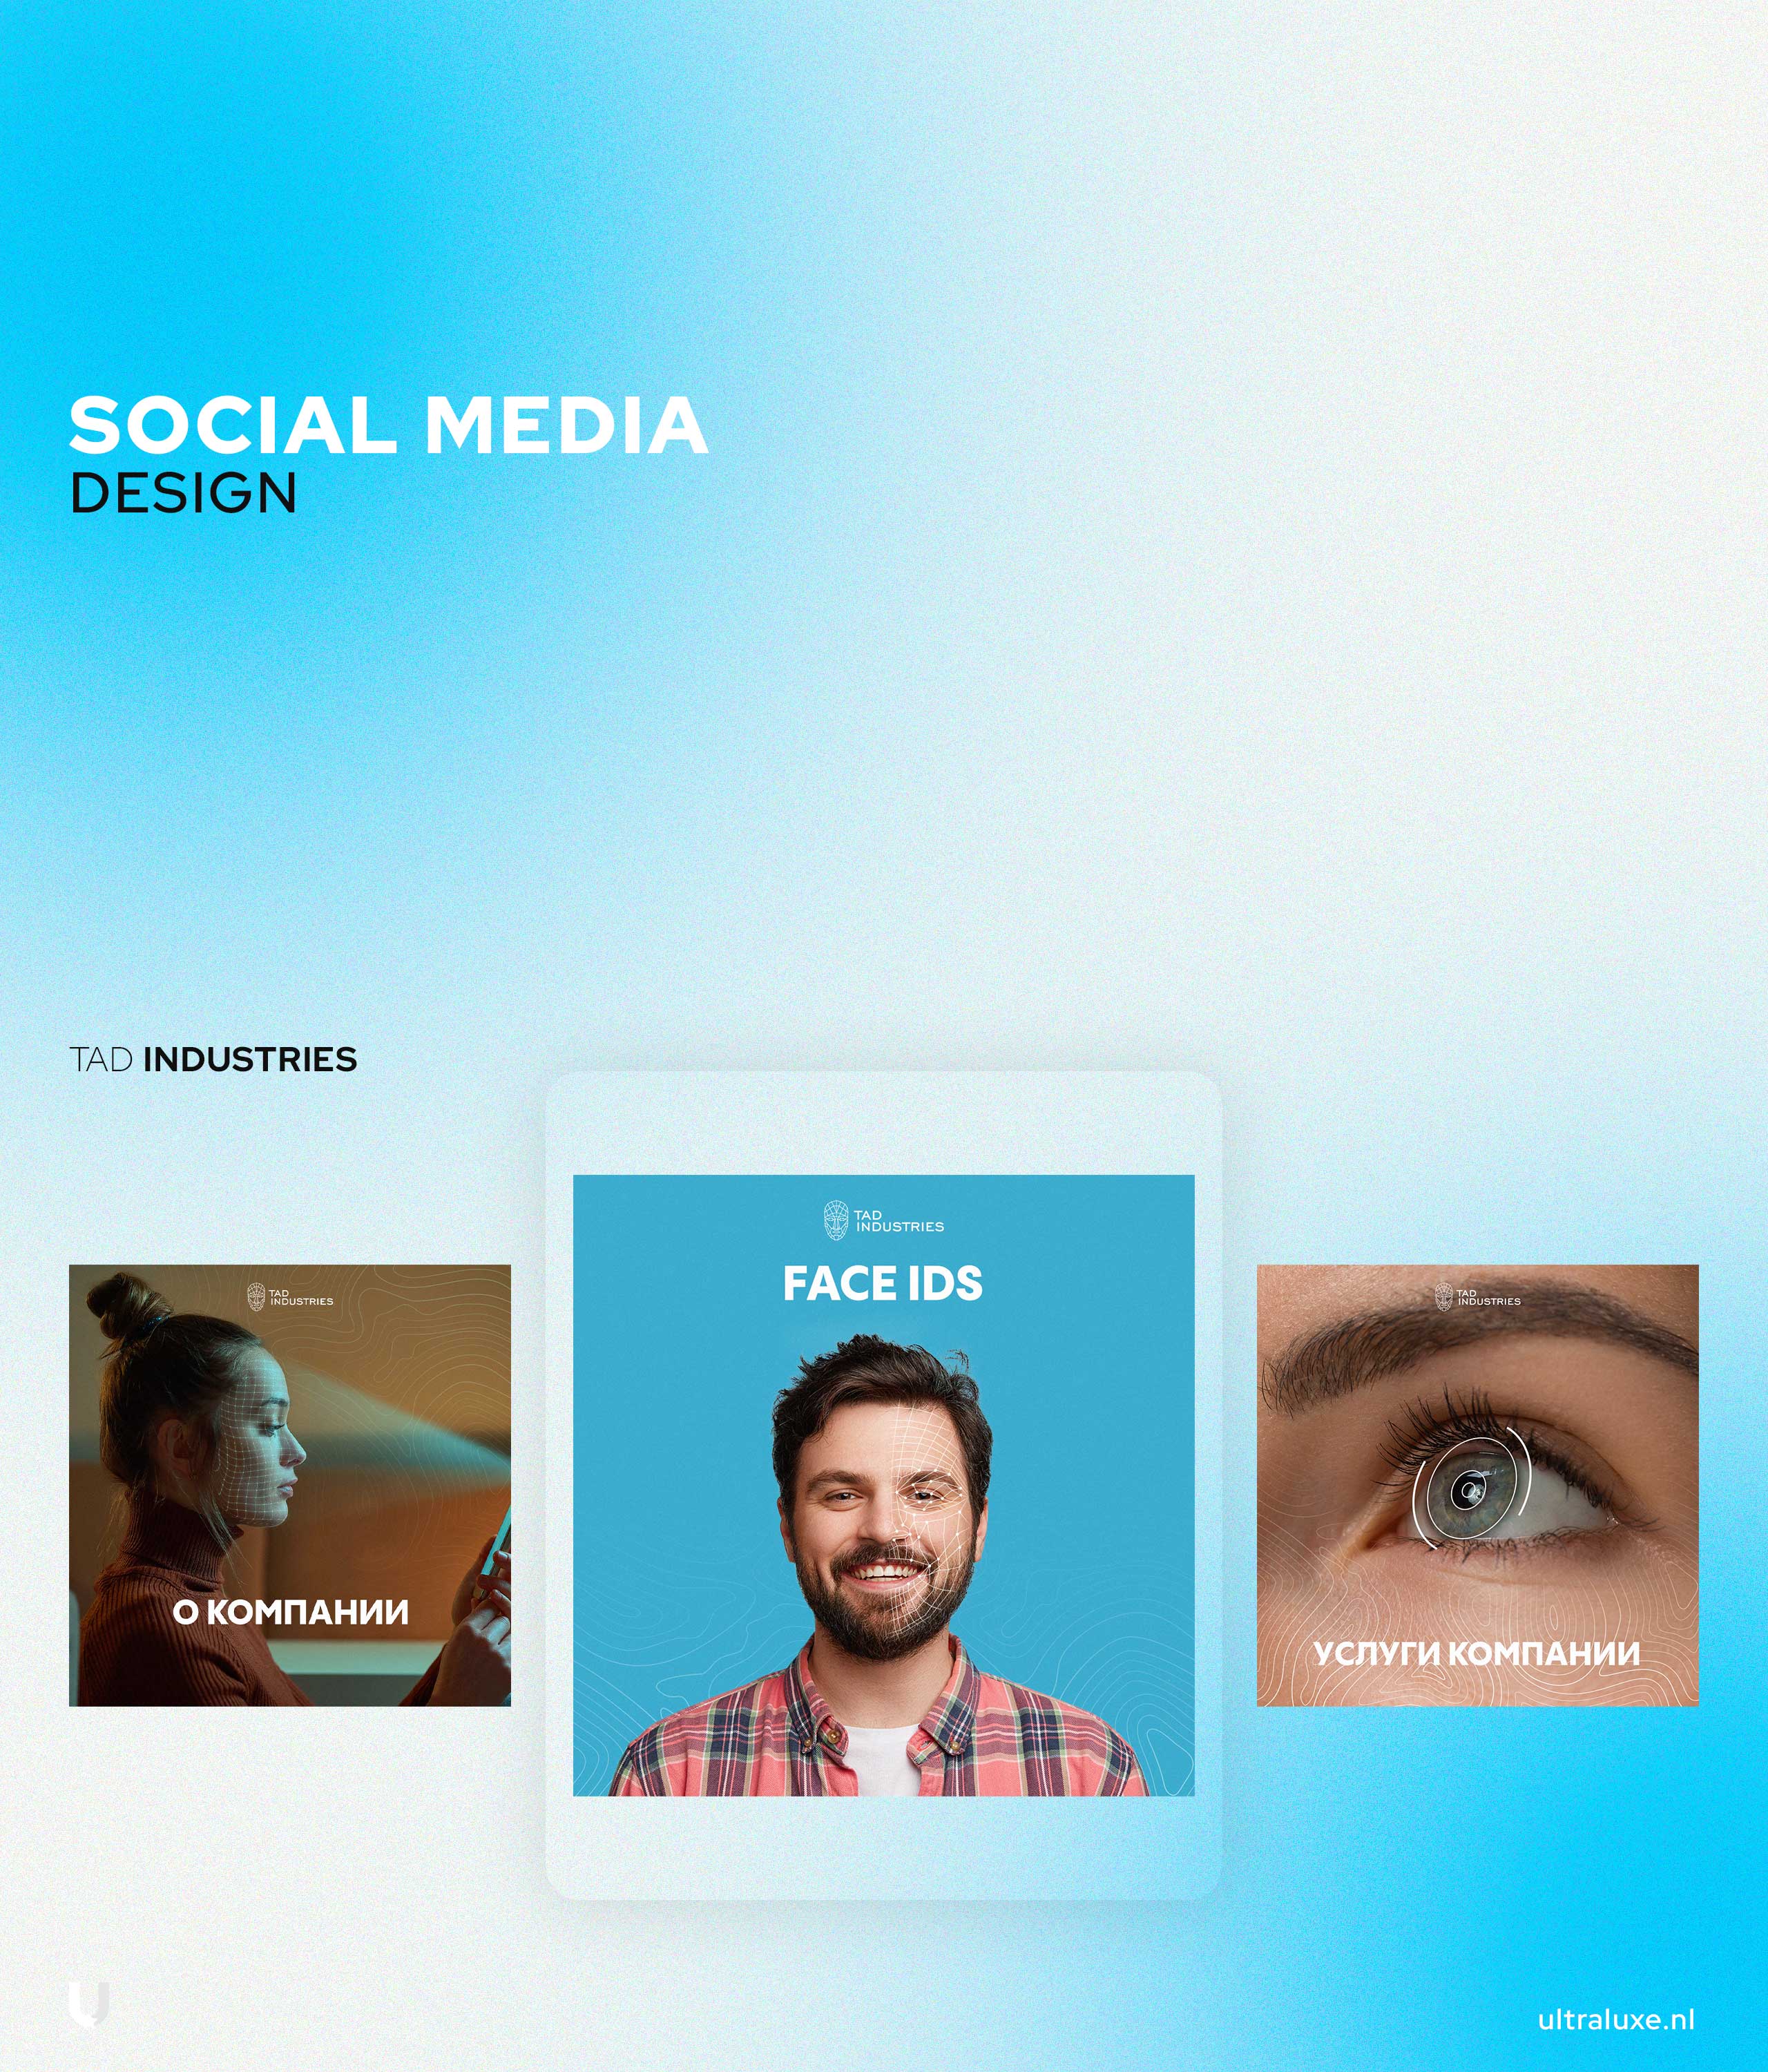 SOCIAL MEDIA
DESIGN
TAD INDUSTRIES
TAD
INDUSTRIES
О КОМПАНИИ
TAD
INDUSTRIES
FACE IDS
TAD
INDUSTRIES
УСЛУГИ КОМПАНИИ
U
ultraluxe.nl